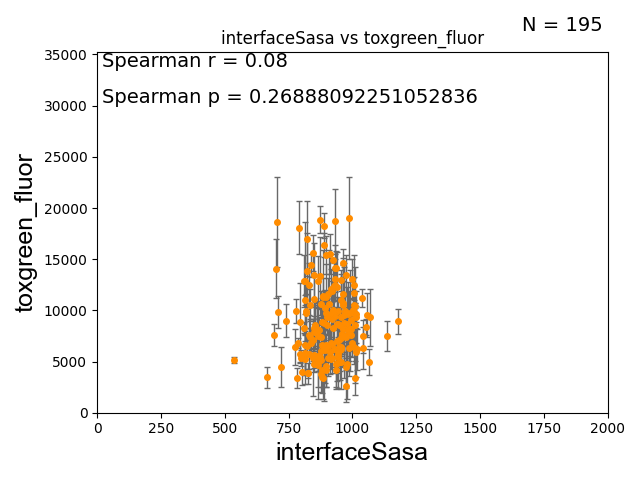 N = 195
interfaceSasa vs toxgreen_fluor
Spearman r = 0.08
Spearman p = 0.26888092251052836
35000
30000
25000
20000
15000
10000
5000
0
toxgreen_fluor
0 250 500 750 1000 1250 1500 1750 2000
interfaceSasa